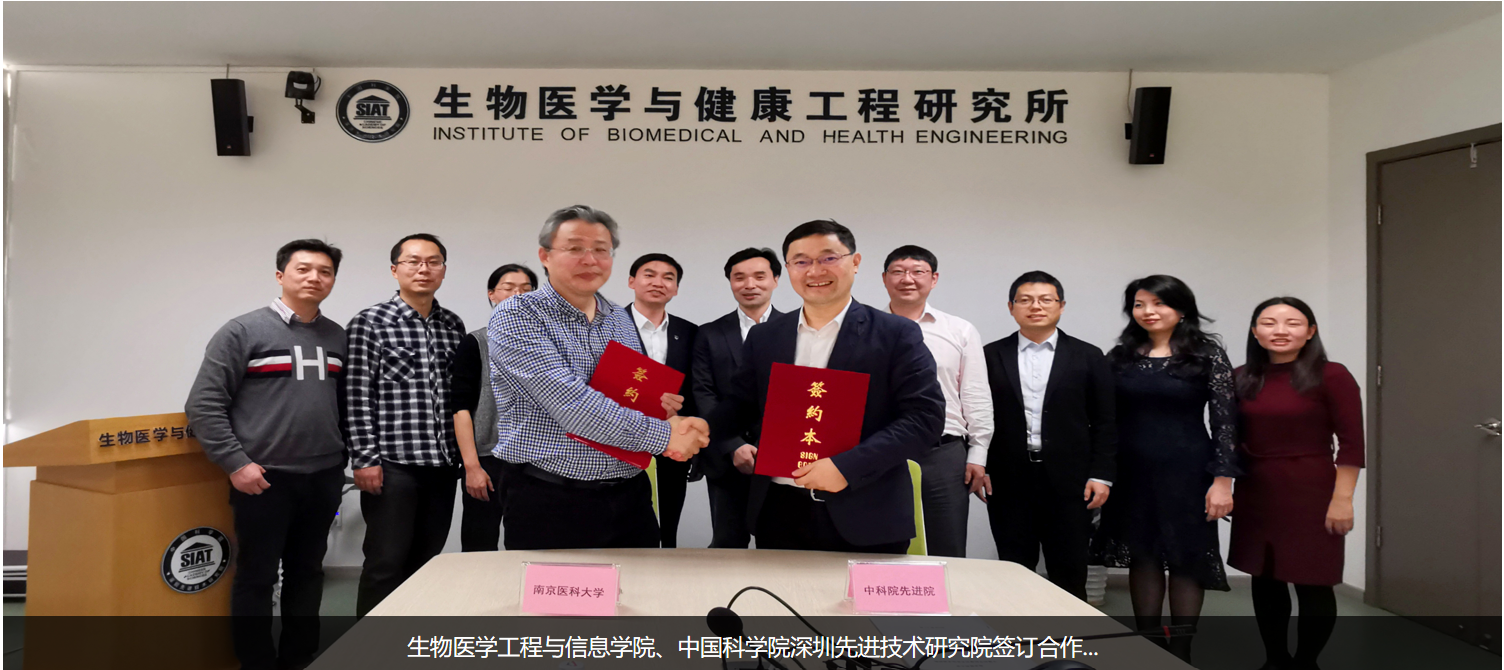 生物医学与健康工程研究所
SIAT
INSTITUTE OF BIOMEDICAL AND HEALTH ENGINEERING
H
签约
签约本
SIGN
生物医学与健
SIAT
南京医科大学
中科院先进院
生物医学工程与信息学院、中国科学院深圳先进技术研究院签订合作...